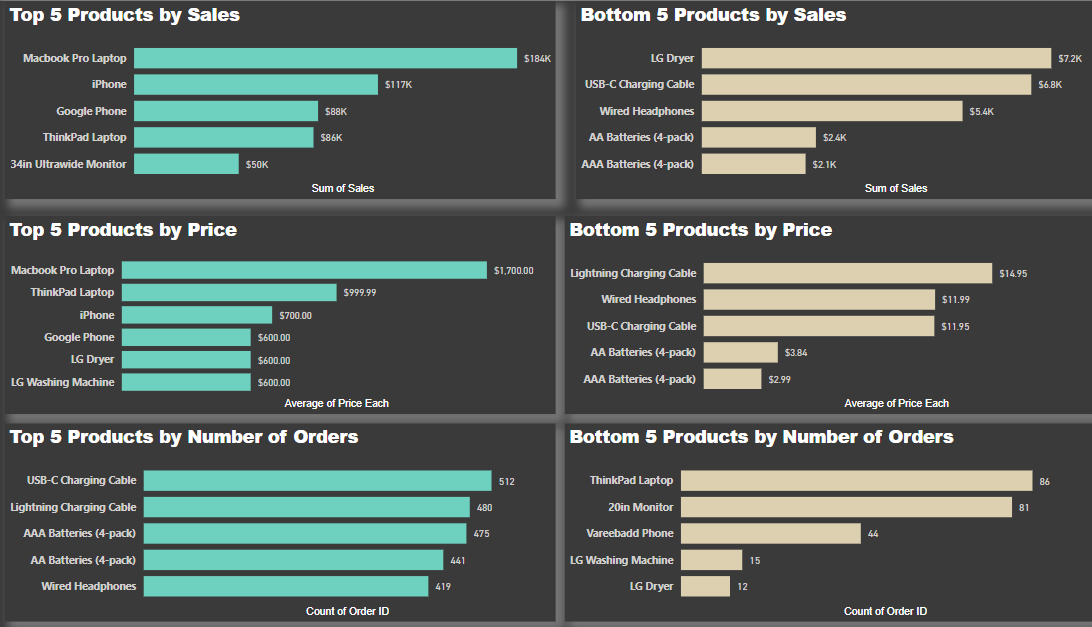 Top 5 Products by Sales
Macbook Pro Laptop $184K
iPhone $117K
Google Phone $88K
ThinkPad Laptop $86K
34in Ultrawide Monitor $50K
Sum of Sales
Bottom 5 Products by Sales
LG Dryer $7.2K
USB-C Charging Cable $6.8K
Wired Headphones $5.4K
AA Batteries (4-pack) $2.4K
AAA Batteries (4-pack) $2.1K
Sum of Sales
Top 5 Products by Price
Macbook Pro Laptop $1,700.00
ThinkPad Laptop $999.99
iPhone $700.00
Google Phone $600.00
LG Dryer $600.00
LG Washing Machine $600.00
Average of Price Each
Bottom 5 Products by Price
Lightning Charging Cable $14.95
Wired Headphones $11.99
USB-C Charging Cable $11.95
AA Batteries (4-pack) $3.84
AAA Batteries (4-pack) $2.99
Average of Price Each
Top 5 Products by Number of Orders
USB-C Charging Cable 512
Lightning Charging Cable 480
AAA Batteries (4-pack) 475
AA Batteries (4-pack) 441
Wired Headphones 419
Count of Order ID
Bottom 5 Products by Number of Orders
ThinkPad Laptop 86
20in Monitor 81
Vareebadd Phone 44
LG Washing Machine 15
LG Dryer 12
Count of Order ID